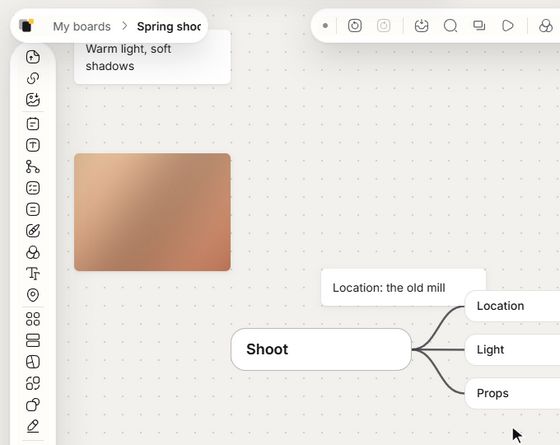 My boards
Spring shoo
Warm light, soft
shadows
Location: the old mill
Location
Shoot
Light
Props